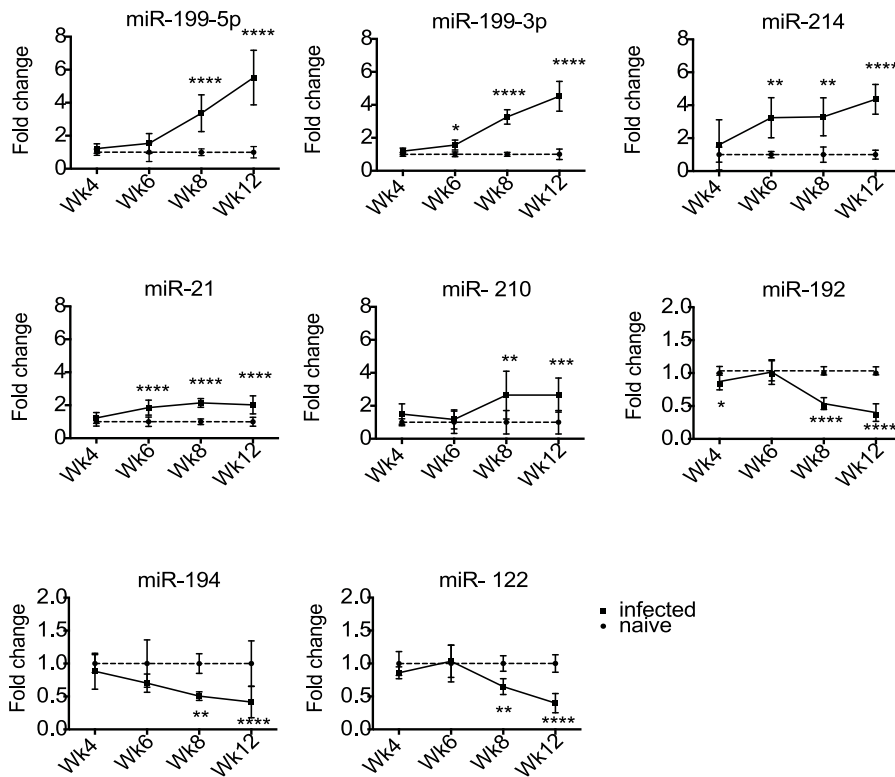 miR-199-5p
Fold change
8
6
4
2
0
****
****
Wk4
Wk6
Wk8
Wk12
miR-199-3p
Fold change
8
6
4
2
0
*
****
****
Wk4
Wk6
Wk8
Wk12
miR-214
Fold change
8
6
4
2
0
**
**
****
Wk4
Wk6
Wk8
Wk12
miR-21
Fold change
8
6
4
2
0
****
****
****
Wk4
Wk6
Wk8
Wk12
miR- 210
Fold change
8
6
4
2
0
**
***
Wk4
Wk6
Wk8
Wk12
miR-192
Fold change
2.0
1.5
1.0
0.5
0.0
*
****
****
Wk4
Wk6
Wk8
Wk12
miR-194
Fold change
2.0
1.5
1.0
0.5
0.0
**
****
Wk4
Wk6
Wk8
Wk12
miR- 122
Fold change
2.0
1.5
1.0
0.5
0.0
**
****
Wk4
Wk6
Wk8
Wk12
infected
naive